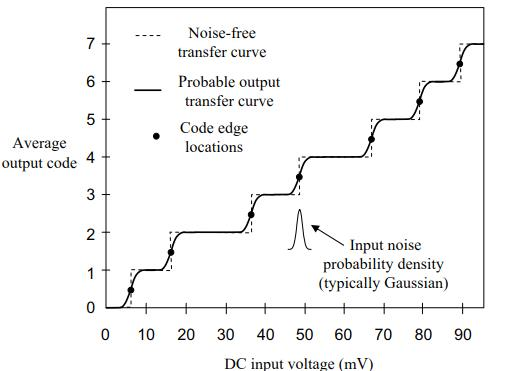 Noise-free
transfer curve
Probable output
transfer curve
Code edge
locations
Average
output code
7
6
5
4
3
2
1
0
Input noise
probability density
(typically Gaussian)
0 10 20 30 40 50 60 70 80 90
DC input voltage (mV)